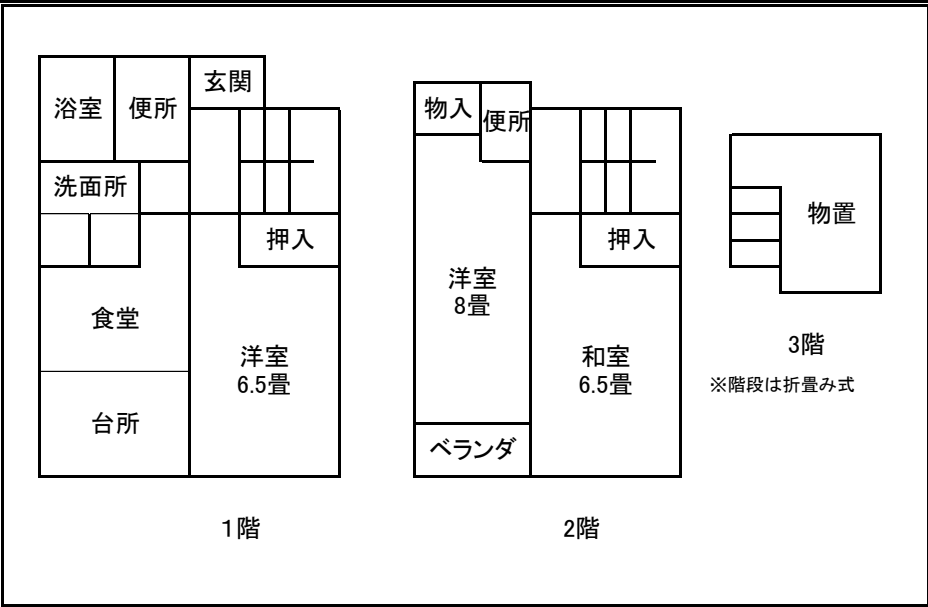 浴室
便所
玄関
洗面所
押入
食堂
洋室
6.5畳
台所
1階
物入
便所
押入
洋室
8畳
和室
6.5畳
ベランダ
2階
物置
3階
※階段は折畳み式